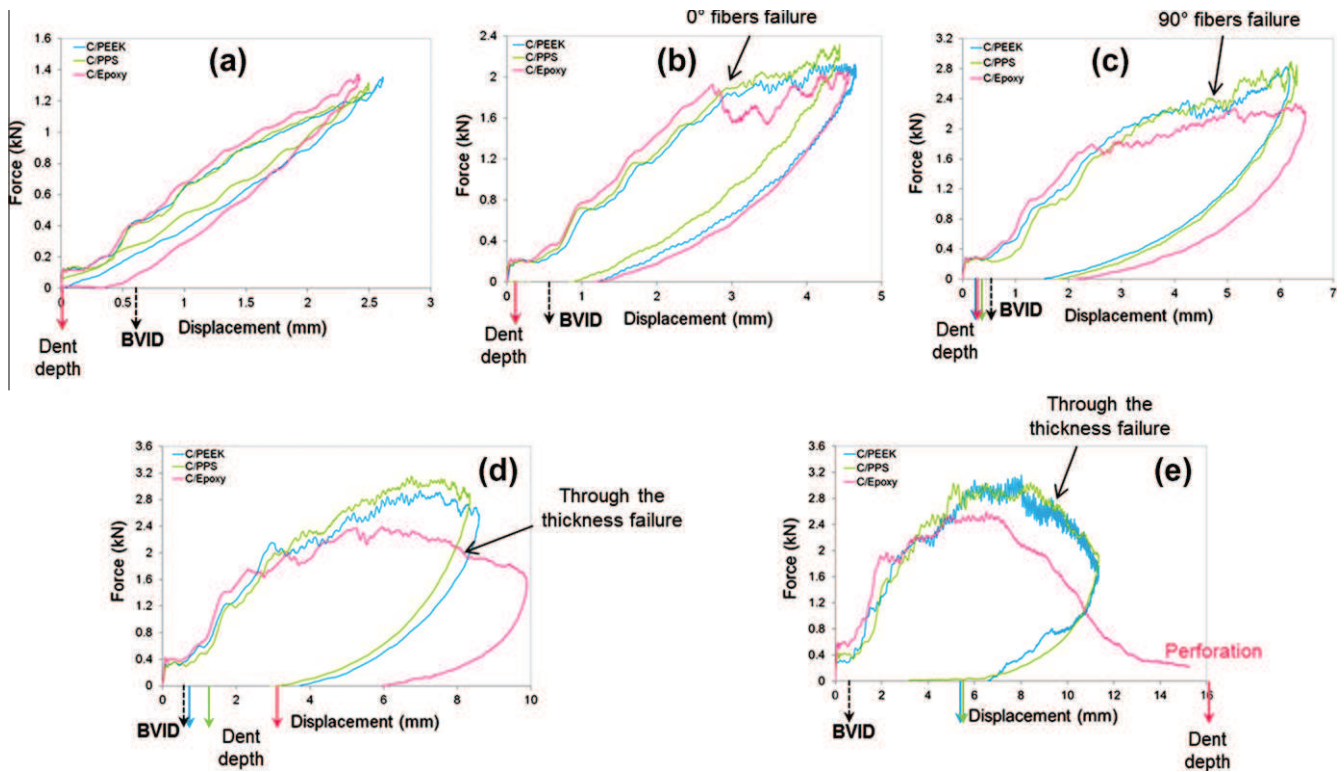 (a)
C/PEEK
C/PPS
C/Epoxy
1.6
1.4
1.2
1
0.8
0.6
0.4
0.2
0
Force (kN)
0 0.5 1 1.5 2 2.5 3
Displacement (mm)
BVID
Dent
depth
0° fibers failure
(b)
C/PEEK
C/PPS
C/Epoxy
2.4
2
1.6
1.2
0.8
0.4
0
Force (kN)
0 1 2 3 4 5
Displacement (mm)
BVID
Dent
depth
90° fibers failure
(c)
C/PEEK
C/PPS
C/Epoxy
3.2
2.8
2.4
2
1.6
1.2
0.8
0.4
0
Force (kN)
0 1 2 3 4 5 6 7
Displacement (mm)
BVID
Dent
depth
(d)
C/PEEK
C/PPS
C/Epoxy
3.6
3.2
2.8
2.4
2
1.6
1.2
0.8
0.4
0
Force (kN)
Through the
thickness failure
0 2 4 6 8 10
Displacement (mm)
BVID
Dent
depth
Through the
thickness failure
(e)
C/PEEK
C/PPS
C/Epoxy
3.6
3.2
2.8
2.4
2
1.6
1.2
0.8
0.4
0
Force (kN)
Perforation
0 2 4 6 8 10 12 14 16
Displacement (mm)
BVID
Dent
depth